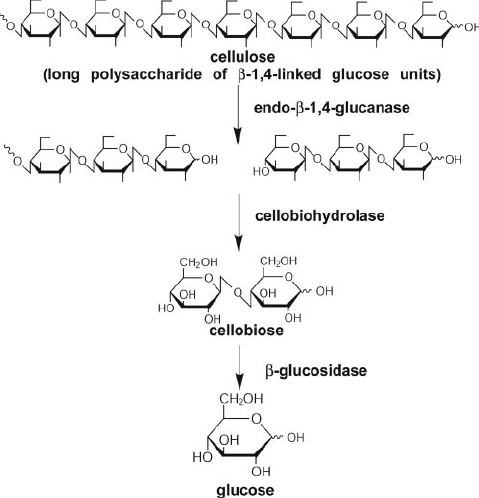 O O O O O O O
O O O O O O O OH
cellulose
(long polysaccharide of β-1,4-linked glucose units)
endo-β-1,4-glucanase
O O O O O O
O O O OH HO O O OH
cellobiohydrolase
CH₂OH CH₂OH
O O
OH O OH OH
HO OH OH
cellobiose
β-glucosidase
CH₂OH
O
OH OH
HO
OH
glucose